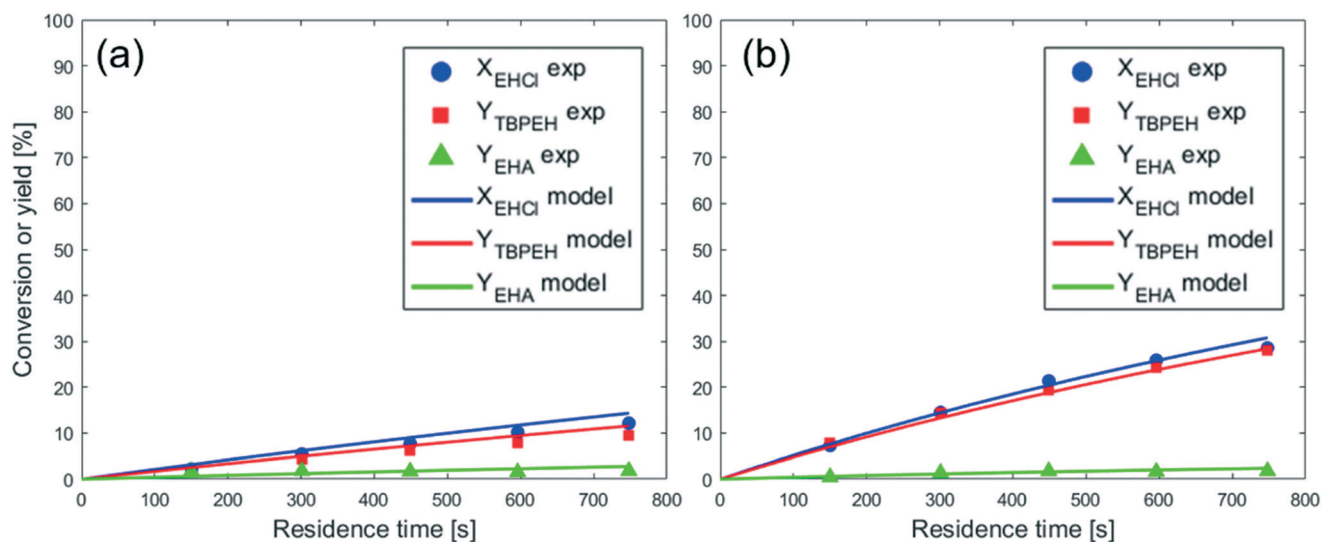 (a)
Conversion or yield [%]
100
90
80
70
60
50
40
30
20
10
0
X_EHCl exp
Y_TBPEH exp
Y_EHA exp
X_EHCl model
Y_TBPEH model
Y_EHA model
0 100 200 300 400 500 600 700 800
Residence time [s]
(b)
100
90
80
70
60
50
40
30
20
10
0
X_EHCl exp
Y_TBPEH exp
Y_EHA exp
X_EHCl model
Y_TBPEH model
Y_EHA model
0 100 200 300 400 500 600 700 800
Residence time [s]